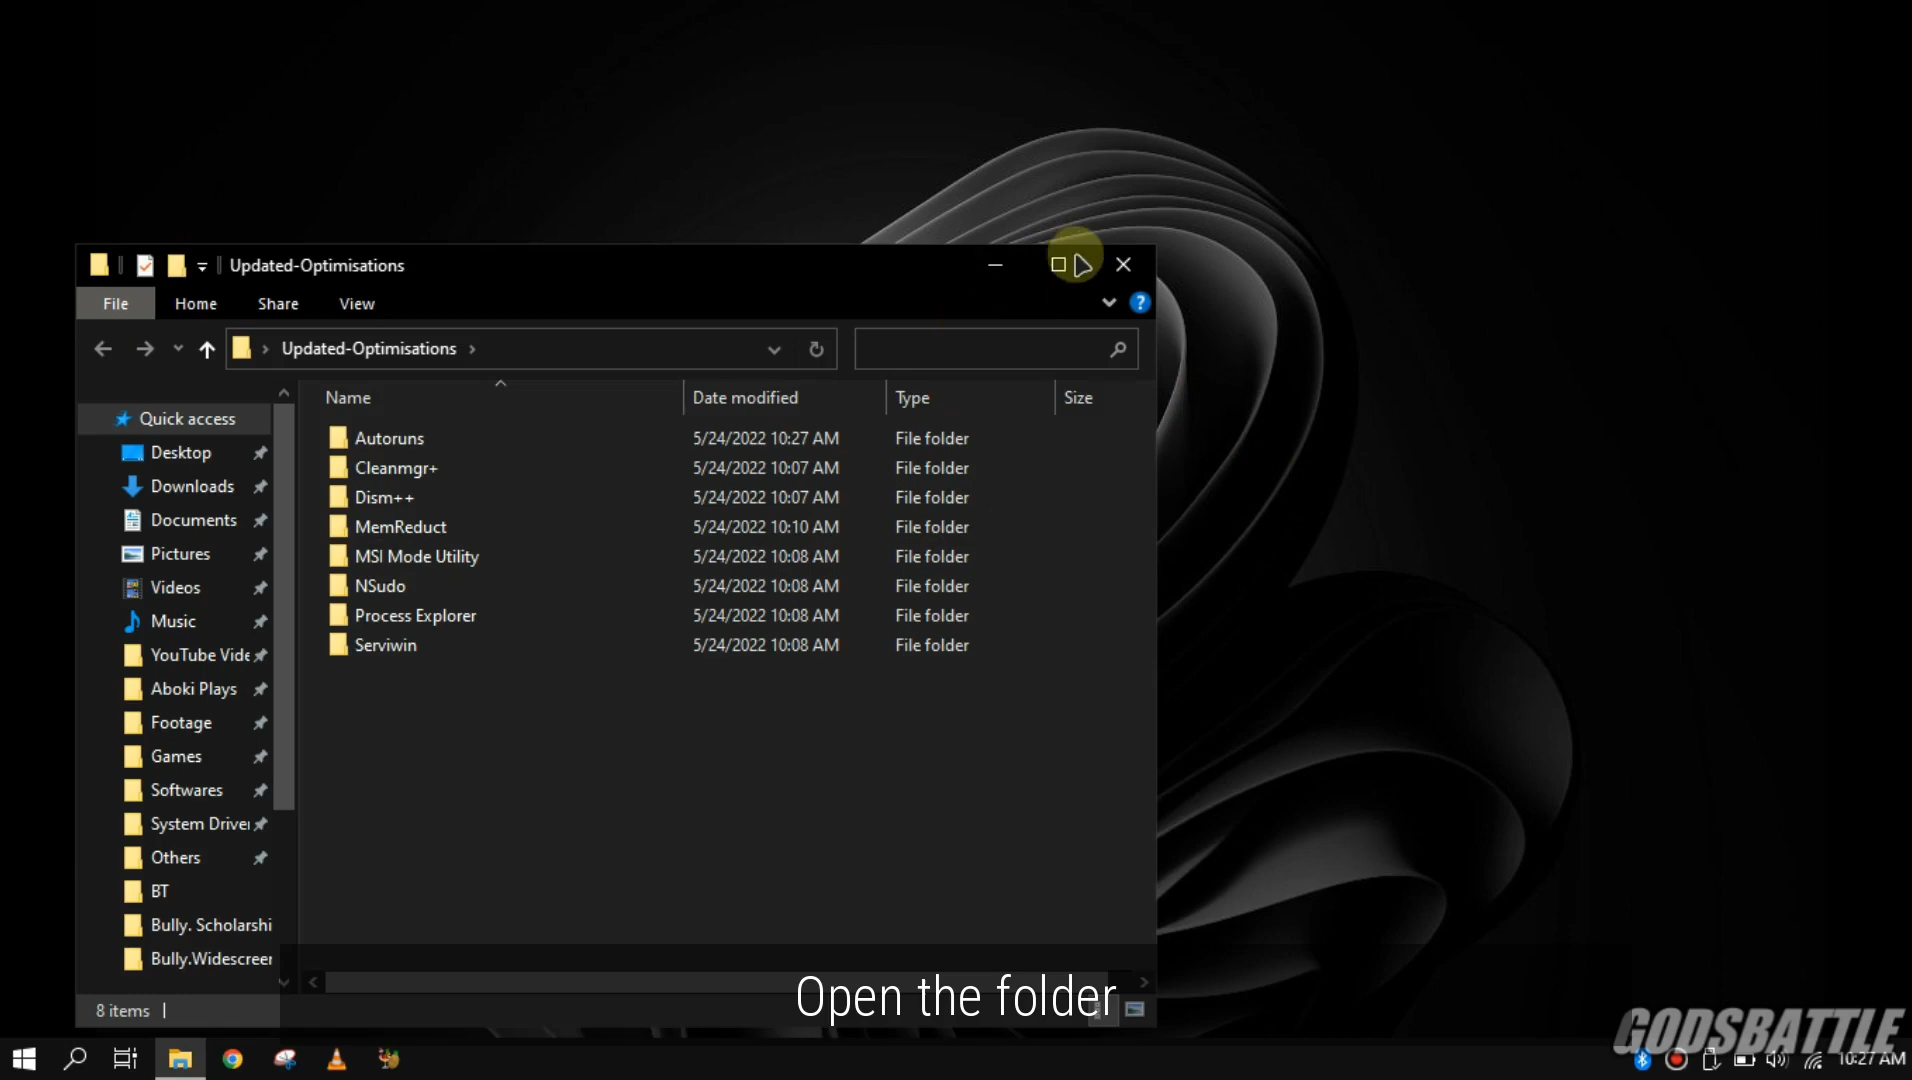 Updated-Optimisations
File Home Share View
Updated-Optimisations
Name Date modified Type Size
Quick access
Desktop
Downloads
Documents
Pictures
Videos
Music
YouTube Vide
Aboki Plays
Footage
Games
Softwares
System Driver
Others
BT
Bully. Scholarshi
Bully.Widescreen
Autoruns 5/24/2022 10:27 AM File folder
Cleanmgr+ 5/24/2022 10:07 AM File folder
Dism++ 5/24/2022 10:07 AM File folder
MemReduct 5/24/2022 10:10 AM File folder
MSI Mode Utility 5/24/2022 10:08 AM File folder
NSudo 5/24/2022 10:08 AM File folder
Process Explorer 5/24/2022 10:08 AM File folder
Serviwin 5/24/2022 10:08 AM File folder
8 items
Open the folder
GODSBATTLE
10:27 AM